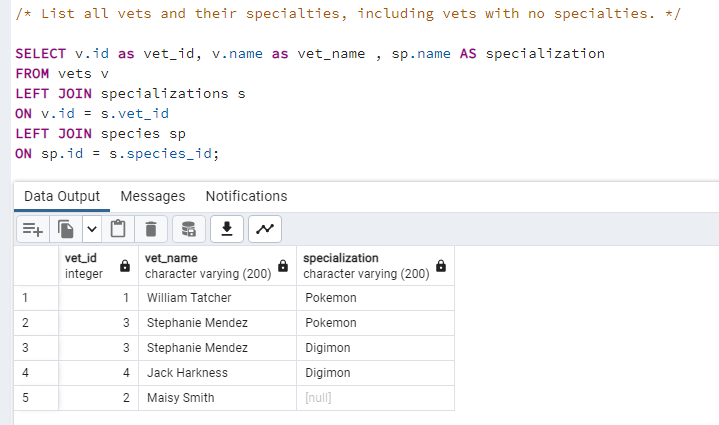 /* List all vets and their specialties, including vets with no specialties. */
SELECT v.id as vet_id, v.name as vet_name , sp.name AS specialization
FROM vets v
LEFT JOIN specializations s
ON v.id = s.vet_id
LEFT JOIN species sp
ON sp.id = s.species_id;
Data Output Messages Notifications
vet_id vet_name specialization
integer character varying (200) character varying (200)
1 1 William Tatcher Pokemon
2 3 Stephanie Mendez Pokemon
3 3 Stephanie Mendez Digimon
4 4 Jack Harkness Digimon
5 2 Maisy Smith [null]